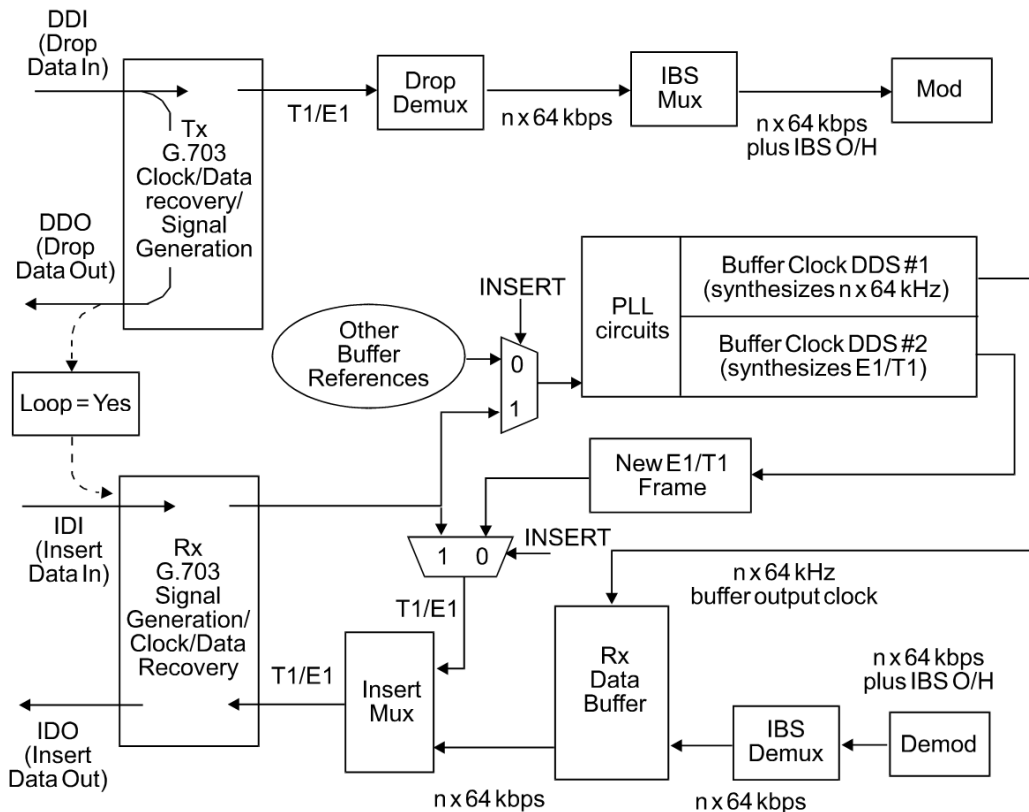 DDI
(Drop
Data In)
Tx
G.703
Clock/Data
recovery/
Signal
Generation
T1/E1
Drop
Demux
n x 64 kbps
IBS
Mux
n x 64 kbps
plus IBS O/H
Mod
DDO
(Drop
Data Out)
Loop = Yes
Other
Buffer
References
INSERT
0
1
PLL
circuits
Buffer Clock DDS #1
(synthesizes n x 64 kHz)
Buffer Clock DDS #2
(synthesizes E1/T1)
New E1/T1
Frame
IDI
(Insert
Data In)
Rx
G.703
Signal
Generation/
Clock/Data
Recovery
1 0
INSERT
T1/E1
n x 64 kHz
buffer output clock
T1/E1
Insert
Mux
Rx
Data
Buffer
n x 64 kbps
plus IBS O/H
IBS
Demux
Demod
IDO
(Insert
Data Out)
n x 64 kbps
n x 64 kbps